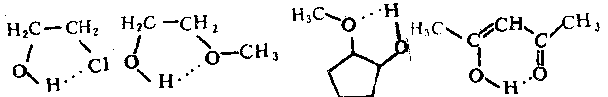 H₂C—CH₂ H₂C—CH₂ H₃C H H₃C CH CH₃
O H Cl O H O—CH₃ O O C C
O H O